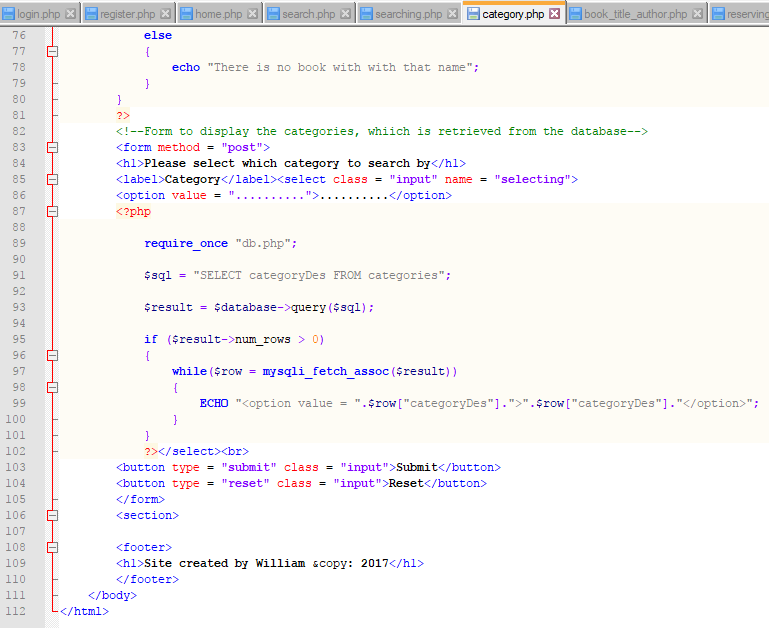 login.php register.php home.php search.php searching.php category.php book_title_author.php reserving
76 else
77 {
78 echo "There is no book with with that name";
79 }
80 }
81 ?>
82 <!--Form to display the categories, whiich is retrieved from the database-->
83 <form method = "post">
84 <h1>Please select which category to search by</h1>
85 <label>Category</label><select class = "input" name = "selecting">
86 <option value = "..........">..........</option>
87 <?php
88
89 require_once "db.php";
90
91 $sql = "SELECT categoryDes FROM categories";
92
93 $result = $database->query($sql);
94
95 if ($result->num_rows > 0)
96 {
97 while($row = mysqli_fetch_assoc($result))
98 {
99 ECHO "<option value = ".$row["categoryDes"].">".$row["categoryDes"]."</option>";
100 }
101 }
102 ?></select><br>
103 <button type = "submit" class = "input">Submit</button>
104 <button type = "reset" class = "input">Reset</button>
105 </form>
106 <section>
107
108 <footer>
109 <h1>Site created by William &copy: 2017</h1>
110 </footer>
111 </body>
112 </html>